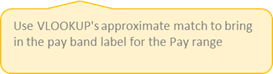 Use VLOOKUP's approximate match to bring
in the pay band label for the Pay range